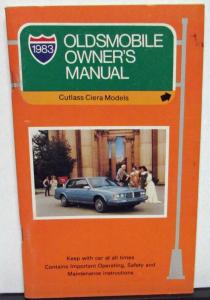 1983
OLDSMOBILE
OWNER'S
MANUAL
Cutlass Ciera Models
Keep with car at all times
Contains Important Operating, Safety and
Maintenance instructions